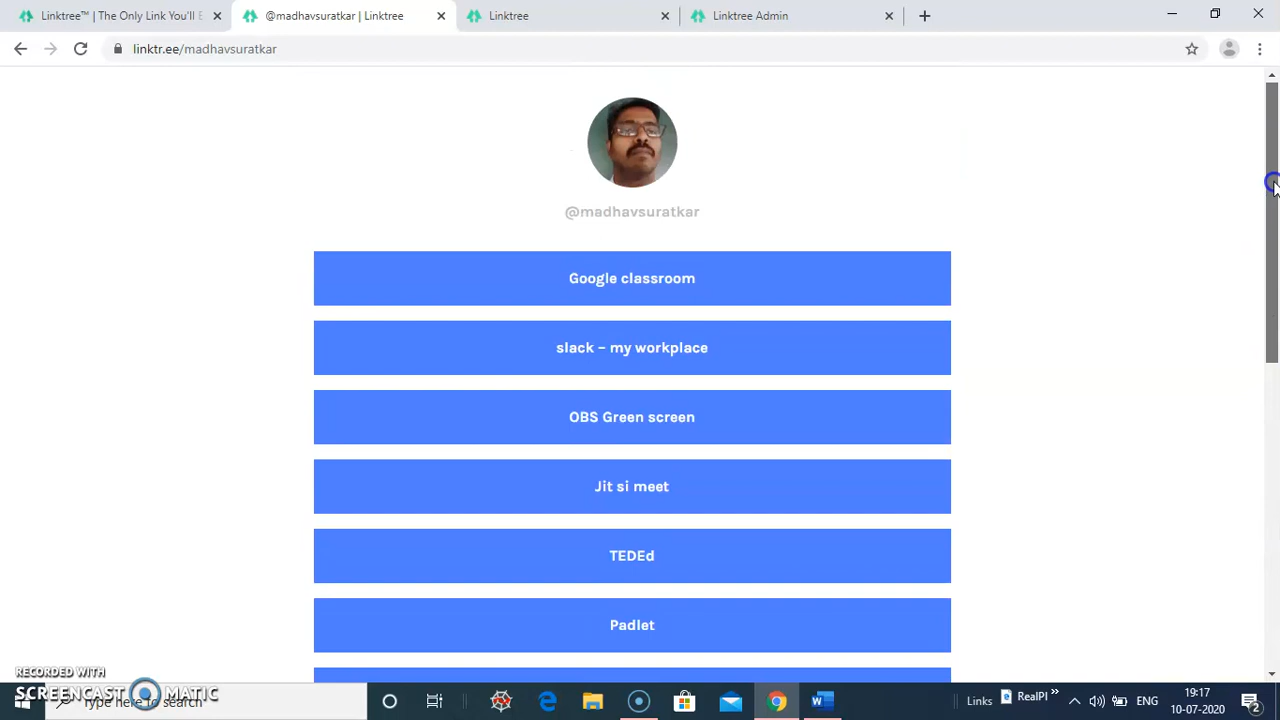 Linktree™ | The Only Link You'll E
@madhavsuratkar | Linktree
Linktree
Linktree Admin
linktr.ee/madhavsuratkar
@madhavsuratkar
Google classroom
slack – my workplace
OBS Green screen
Jit si meet
TEDEd
Padlet
RECORDED WITH
SCREENCAST MATIC
Type here to search
Links
RealPl
ENG
19:17
10-07-2020
2